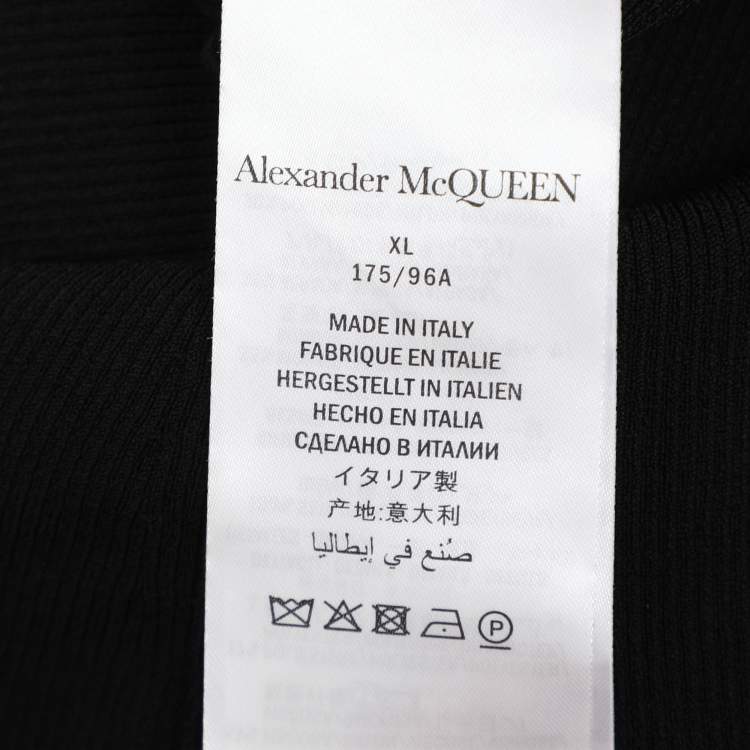 Alexander McQUEEN
XL
175/96A
MADE IN ITALY
FABRIQUE EN ITALIE
HERGESTELLT IN ITALIEN
HECHO EN ITALIA
СДЕЛАНО В ИТАЛИИ
イタリア製
产地:意大利
صُنع في إيطاليا
P